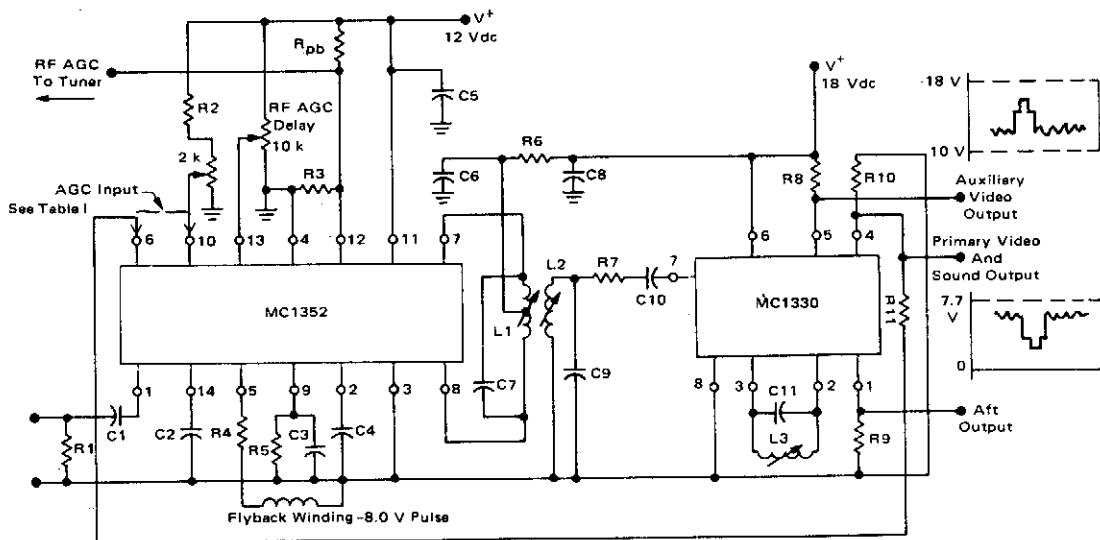 V+
12 Vdc
Rpb
RF AGC
To Tuner
R2
RF AGC
Delay
10 k
C5
2 k
R3
AGC Input
See Table I
6
10
13
4
12
11
7
MC1352
1
14
5
9
2
3
8
R1
C1
C2
R4
R5
C3
C4
Flyback Winding -8.0 V Pulse
C6
R6
C8
L1
L2
C7
C9
R7
C10
7
V+
18 Vdc
R8
R10
6
5
4
MC1330
R11
8
3
2
1
C11
L3
R9
18 V
10 V
Auxiliary
Video
Output
Primary Video
And
Sound Output
7.7
V
0
Aft
Output